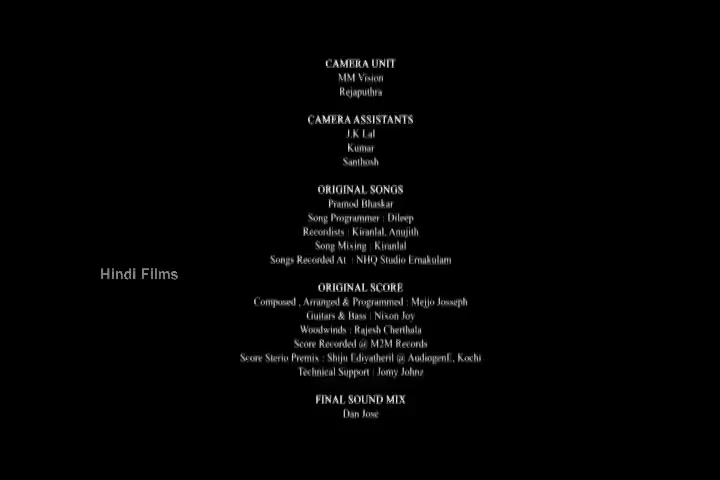 CAMERA UNIT
MM Vision
Rejaputhra
CAMERA ASSISTANTS
J.K Lal
Kumar
Santhosh
ORIGINAL SONGS
Pramod Bhaskar
Song Programmer : Dileep
Recordists : Kiranlal, Anujith
Song Mixing : Kiranlal
Songs Recorded At : NHQ Studio Ernakulam
Hindi Films
ORIGINAL SCORE
Composed , Arranged & Programmed : Mejjo Josseph
Guitars & Bass : Nixon Joy
Woodwinds : Rajesh Cherthala
Score Recorded @ M2M Records
Score Sterio Premix : Shiju Ediyatheril @ Kochi
Technical Support : Jomy Johnz
FINAL SOUND MIX
Dan Jose